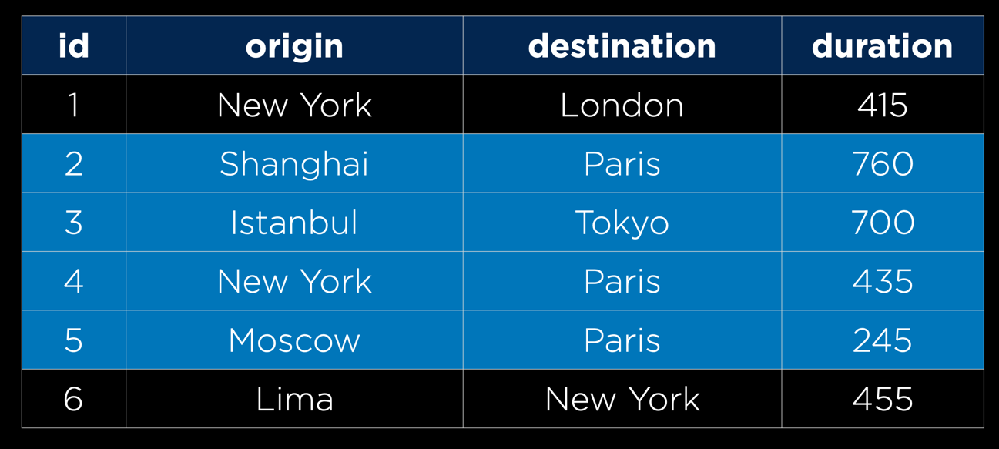 id origin destination duration
1 New York London 415
2 Shanghai Paris 760
3 Istanbul Tokyo 700
4 New York Paris 435
5 Moscow Paris 245
6 Lima New York 455